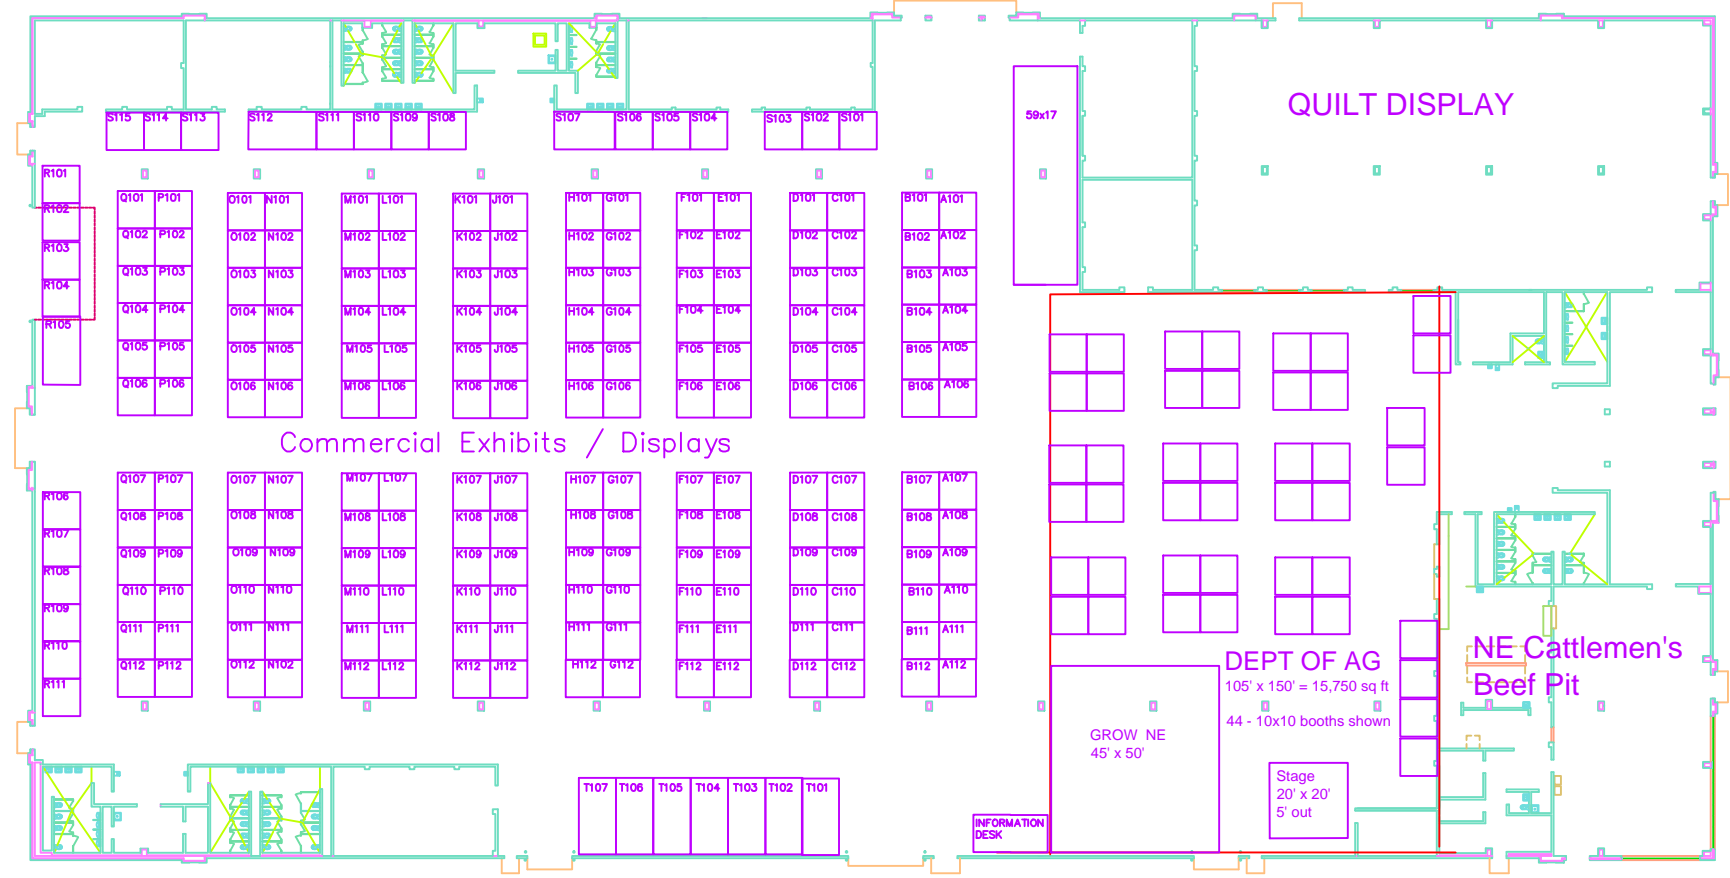 QUILT DISPLAY
59x17
S115 S114 S113 S112 S111 S110 S109 S108 S107 S106 S105 S104 S103 S102 S101
R101
R102
R103
R104
R105
Q101 P101 O101 N101 M101 L101 K101 J101 H101 G101 F101 E101 D101 C101 B101 A101
Q102 P102 O102 N102 M102 L102 K102 J102 H102 G102 F102 E102 D102 C102 B102 A102
Q103 P103 O103 N103 M103 L103 K103 J103 H103 G103 F103 E103 D103 C103 B103 A103
Q104 P104 O104 N104 M104 L104 K104 J104 H104 G104 F104 E104 D104 C104 B104 A104
Q105 P105 O105 N105 M105 L105 K105 J105 H105 G105 F105 E105 D105 C105 B105 A105
Q106 P106 O106 N106 M106 L106 K106 J106 H106 G106 F106 E106 D106 C106 B106 A106
Commercial Exhibits / Displays
R106
R107
R108
R109
R110
R111
Q107 P107 O107 N107 M107 L107 K107 J107 H107 G107 F107 E107 D107 C107 B107 A107
Q108 P108 O108 N108 M108 L108 K108 J108 H108 G108 F108 E108 D108 C108 B108 A108
Q109 P109 O109 N109 M109 L109 K109 J109 H109 G109 F109 E109 D109 C109 B109 A109
Q110 P110 O110 N110 M110 L110 K110 J110 H110 G110 F110 E110 D110 C110 B110 A110
Q111 P111 O111 N111 M111 L111 K111 J111 H111 G111 F111 E111 D111 C111 B111 A111
Q112 P112 O112 N102 M112 L112 K112 J112 H112 G112 F112 E112 D112 C112 B112 A112
DEPT OF AG
105' x 150' = 15,750 sq ft
44 - 10x10 booths shown
NE Cattlemen's
Beef Pit
GROW NE
45' x 50'
Stage
20' x 20'
5' out
T107 T106 T105 T104 T103 T102 T101
INFORMATION
DESK